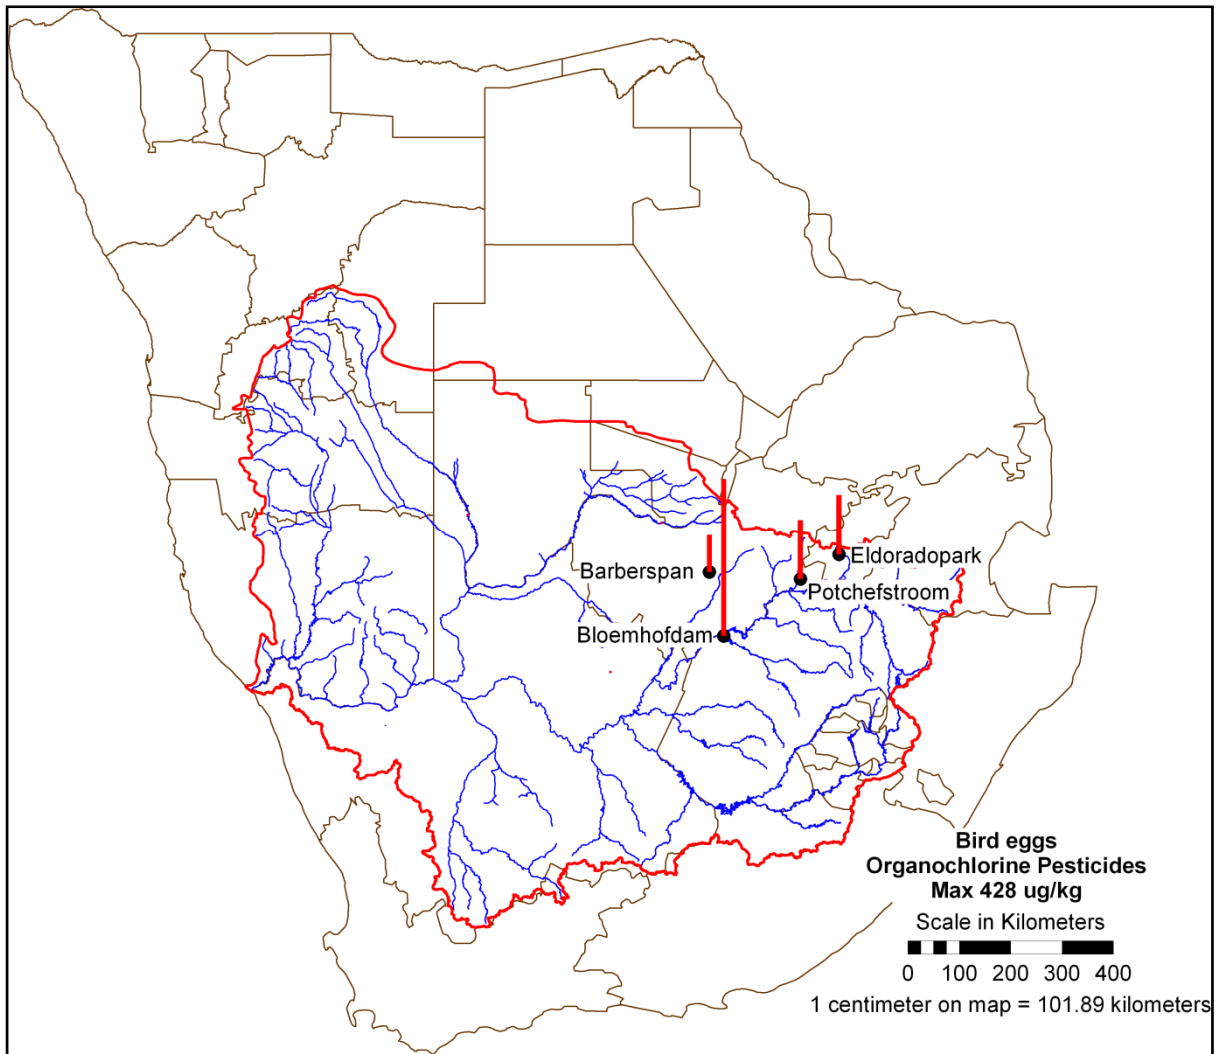 Eldoradopark
Barberspan
Potchefstroom
Bloemhofdam
Bird eggs
Organochlorine Pesticides
Max 428 ug/kg
Scale in Kilometers
0 100 200 300 400
1 centimeter on map = 101.89 kilometers